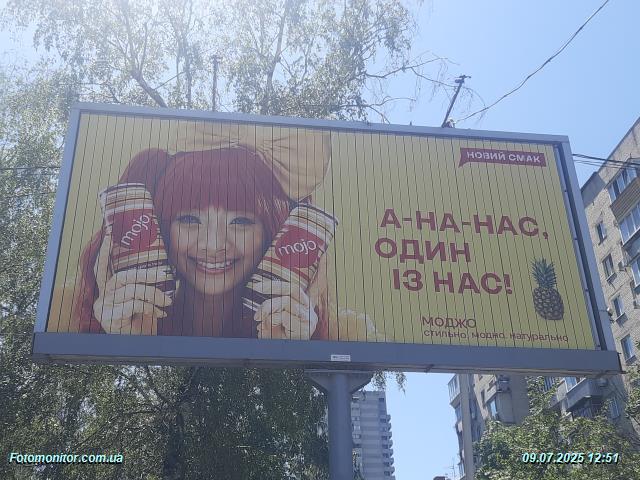 НОВИЙ СМАК
mojo
mojo
А-НА-НАС,
ОДИН
ІЗ НАС!
МОДЖО
СТИЛЬНО, МОДНО, НАТУРАЛЬНО
Fotomonitor.com.ua
09.07.2025 12:51